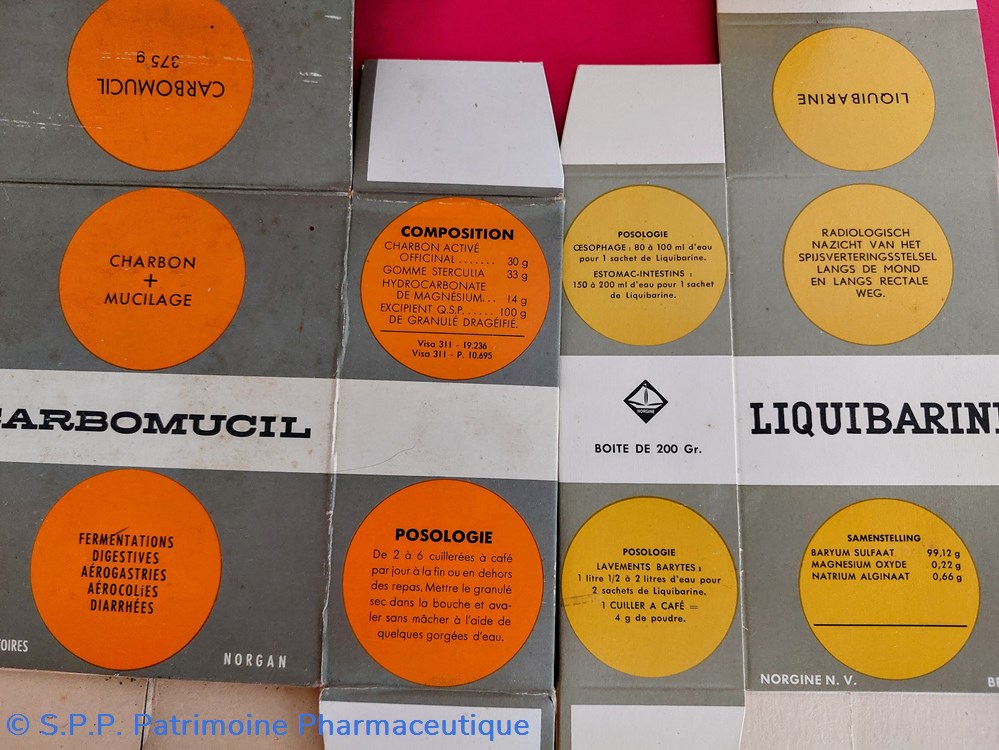 CARBOMUCIL
375 g
CHARBON
+
MUCILAGE
CARBOMUCIL
FERMENTATIONS
DIGESTIVES
AÉROGASTRIES
AÉROCOLIES
DIARRHÉES
NORGAN
COMPOSITION
CHARBON ACTIVÉ
OFFICINAL ....... 30 g
GOMME STERCULIA 33 g
HYDROCARBONATE
DE MAGNÉSIUM... 14 g
EXCIPIENT Q.S.P. ...... 100 g
DE GRANULÉ DRAGÉIFIÉ.
Visa 311 - 19.236
Visa 311 - P. 10.695
POSOLOGIE
De 2 à 6 cuillerées à café
par jour à la fin ou en dehors
des repas. Mettre le granulé
sec dans la bouche et ava-
ler sans mâcher à l'aide de
quelques gorgées d'eau.
POSOLOGIE
ŒSOPHAGE : 80 à 100 ml d'eau
pour 1 sachet de Liquibarine.
ESTOMAC-INTESTINS :
150 à 200 ml d'eau pour 1 sachet
de Liquibarine.
NORGINE
BOITE DE 200 Gr.
POSOLOGIE
LAVEMENTS BARYTES :
1 litre 1/2 à 2 litres d'eau pour
2 sachets de Liquibarine.
1 CUILLER A CAFÉ =
4 g de poudre.
LIQUIBARINE
RADIOLOGISCH
NAZICHT VAN HET
SPIJSVERTERINGSSTELSEL
LANGS DE MOND
EN LANGS RECTALE
WEG.
LIQUIBARIN
SAMENSTELLING
BARYUM SULFAAT 99,12 g
MAGNESIUM OXYDE 0,22 g
NATRIUM ALGINAAT 0,66 g
NORGINE N. V.
© S.P.P. Patrimoine Pharmaceutique